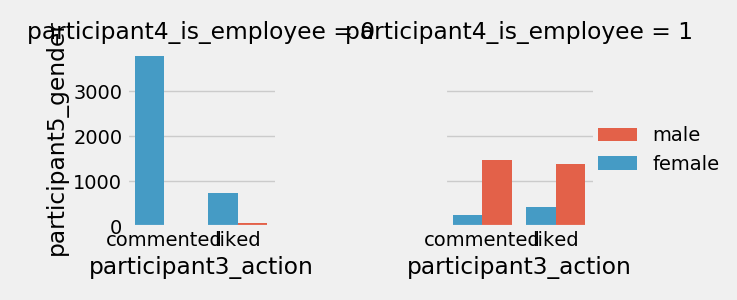 participant4_is_employee = 0
participant4_is_employee = 1
participant5_gender
3000
2000
1000
0
commented
liked
commented
liked
participant3_action
participant3_action
male
female